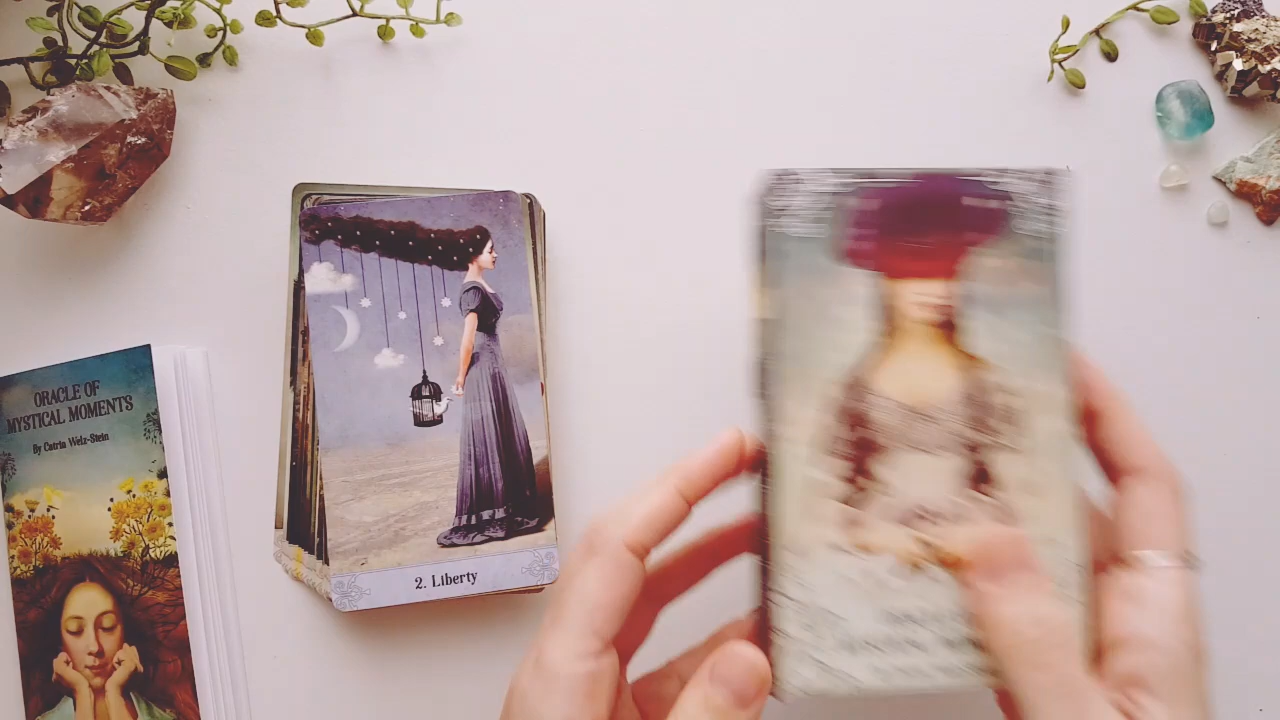 ORACLE OF
MYSTICAL MOMENTS
By Catrin Welz-Stein
2. Liberty